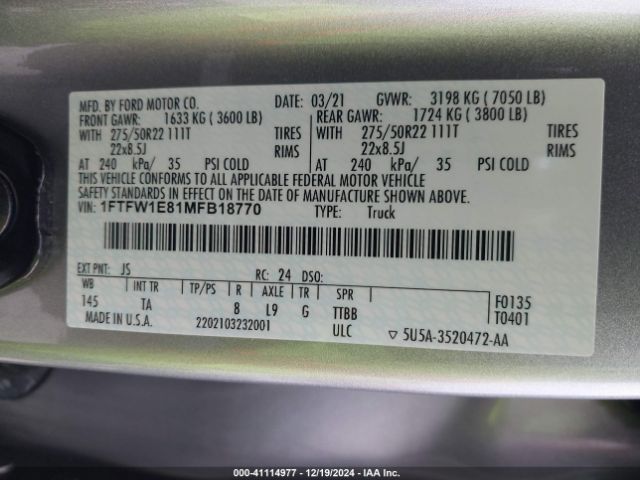 MFD. BY FORD MOTOR CO. DATE: 03/21 GVWR: 3198 KG ( 7050 LB)
FRONT GAWR: 1633 KG ( 3600 LB) REAR GAWR: 1724 KG ( 3800 LB)
WITH 275/50R22 111T TIRES WITH 275/50R22 111T TIRES
22x8.5J RIMS 22x8.5J RIMS
AT 240 kPa/ 35 PSI COLD AT 240 kPa/ 35 PSI COLD
THIS VEHICLE CONFORMS TO ALL APPLICABLE FEDERAL MOTOR VEHICLE
SAFETY STANDARDS IN EFFECT ON THE DATE OF MANUFACTURE SHOWN ABOVE.
VIN: 1FTFW1E81MFB18770 TYPE: Truck
EXT PNT: JS RC: 24 DSO:
WB INT TR TP/PS R AXLE TR SPR
145 TA 8 L9 G TTBB
F0135
T0401
MADE IN U.S.A. 2202103232001 ULC ▽ 5U5A-3520472-AA
000-41114977 - 12/19/2024 - IAA Inc.